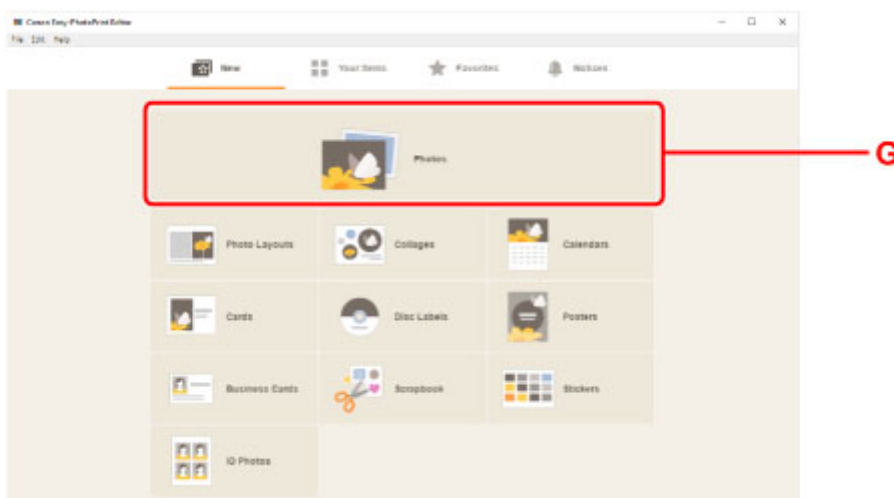 Canon Easy-PhotoPrint Editor
File Edit Help
New Your Items Favorites Notices
Photos
G
Photo Layouts Collages Calendars
Cards Disc Labels Posters
Business Cards Scrapbook Stickers
ID Photos